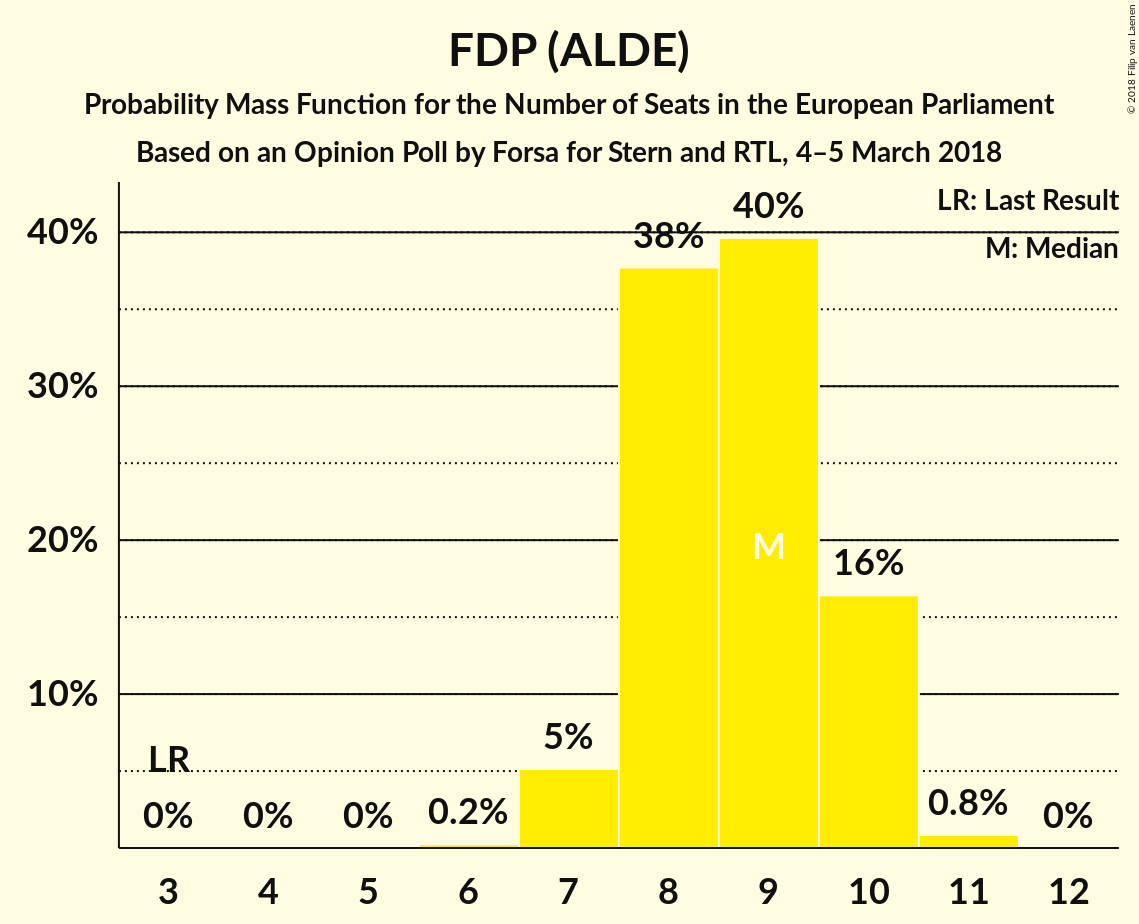 FDP (ALDE)
Probability Mass Function for the Number of Seats in the European Parliament
Based on an Opinion Poll by Forsa for Stern and RTL, 4–5 March 2018
© 2018 Filip van Laenen
LR: Last Result
M: Median
40%
30%
20%
10%
LR
0%
0%
0%
0.2%
5%
38%
40%
M
16%
0.8%
0%
3 4 5 6 7 8 9 10 11 12